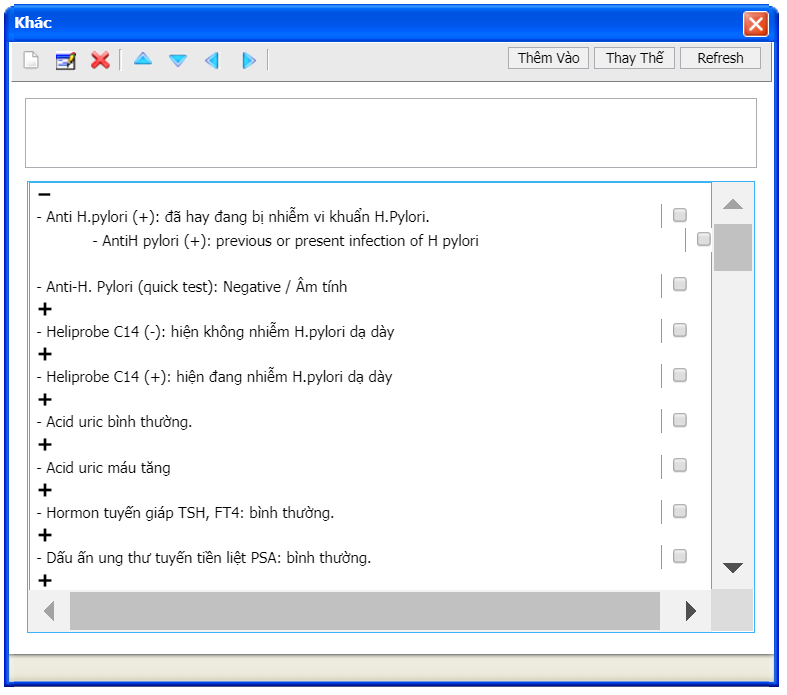 Khác
Thêm Vào Thay Thế Refresh
- Anti H.pylori (+): đã hay đang bị nhiễm vi khuẩn H.Pylori.
- AntiH pylori (+): previous or present infection of H pylori
- Anti-H. Pylori (quick test): Negative / Âm tính
- Heliprobe C14 (-): hiện không nhiễm H.pylori dạ dày
- Heliprobe C14 (+): hiện đang nhiễm H.pylori dạ dày
- Acid uric bình thường.
- Acid uric máu tăng
- Hormon tuyến giáp TSH, FT4: bình thường.
- Dấu ấn ung thư tuyến tiền liệt PSA: bình thường.